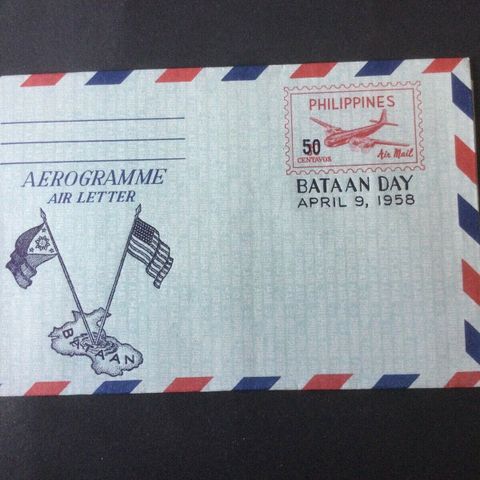 PHILIPPINES
50
CENTAVOS
Air Mail
BATAAN DAY
APRIL 9, 1958
AEROGRAMME
AIR LETTER
BATAAN